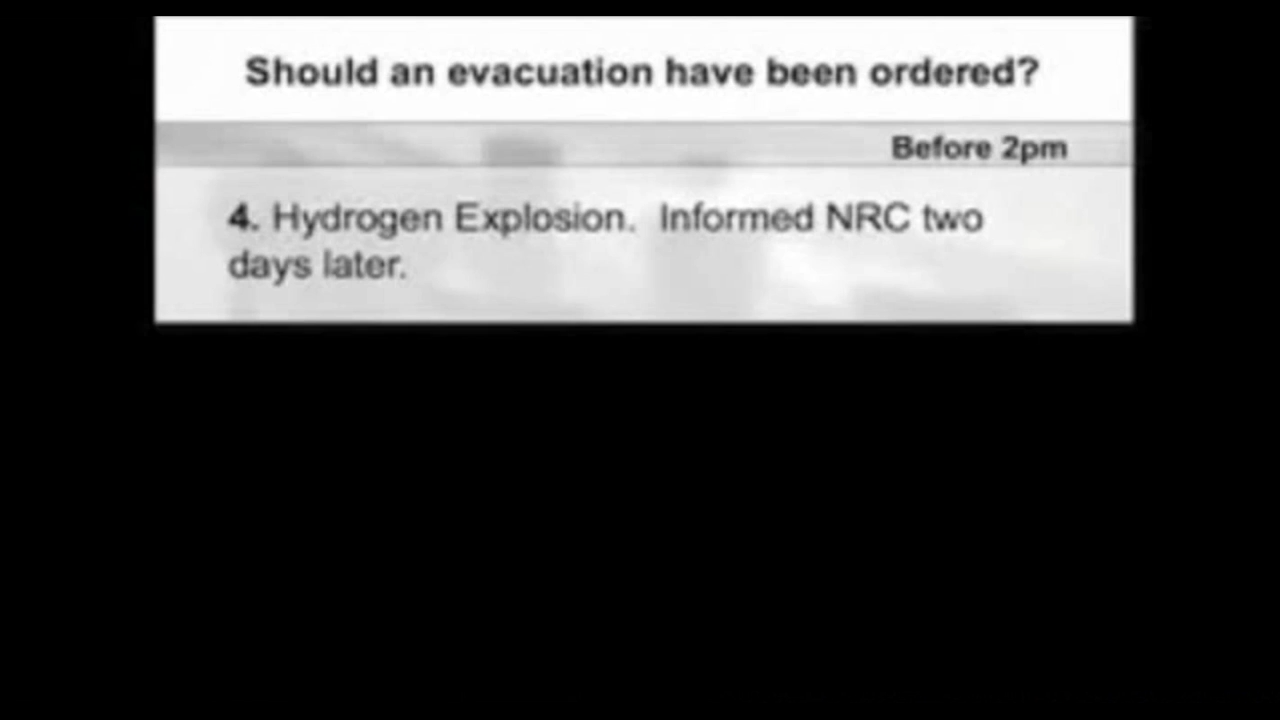 Should an evacuation have been ordered?
Before 2pm
4. Hydrogen Explosion. Informed NRC two
days later.